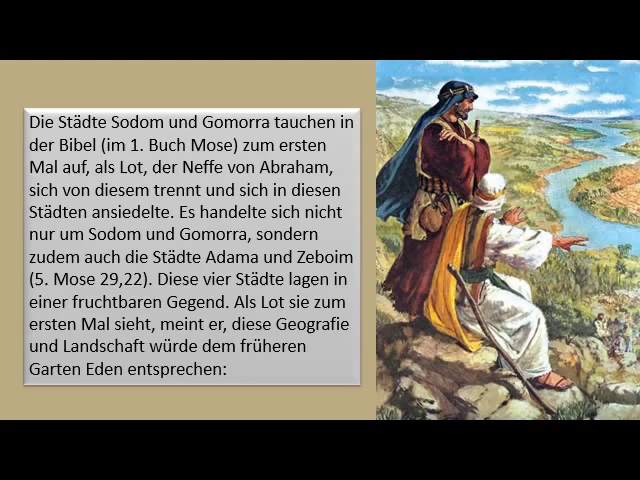 Die Städte Sodom und Gomorra tauchen in
der Bibel (im 1. Buch Mose) zum ersten
Mal auf, als Lot, der Neffe von Abraham,
sich von diesem trennt und sich in diesen
Städten ansiedelte. Es handelte sich nicht
nur um Sodom und Gomorra, sondern
zudem auch die Städte Adama und Zeboim
(5. Mose 29,22). Diese vier Städte lagen in
einer fruchtbaren Gegend. Als Lot sie zum
ersten Mal sieht, meint er, diese Geografie
und Landschaft würde dem früheren
Garten Eden entsprechen: